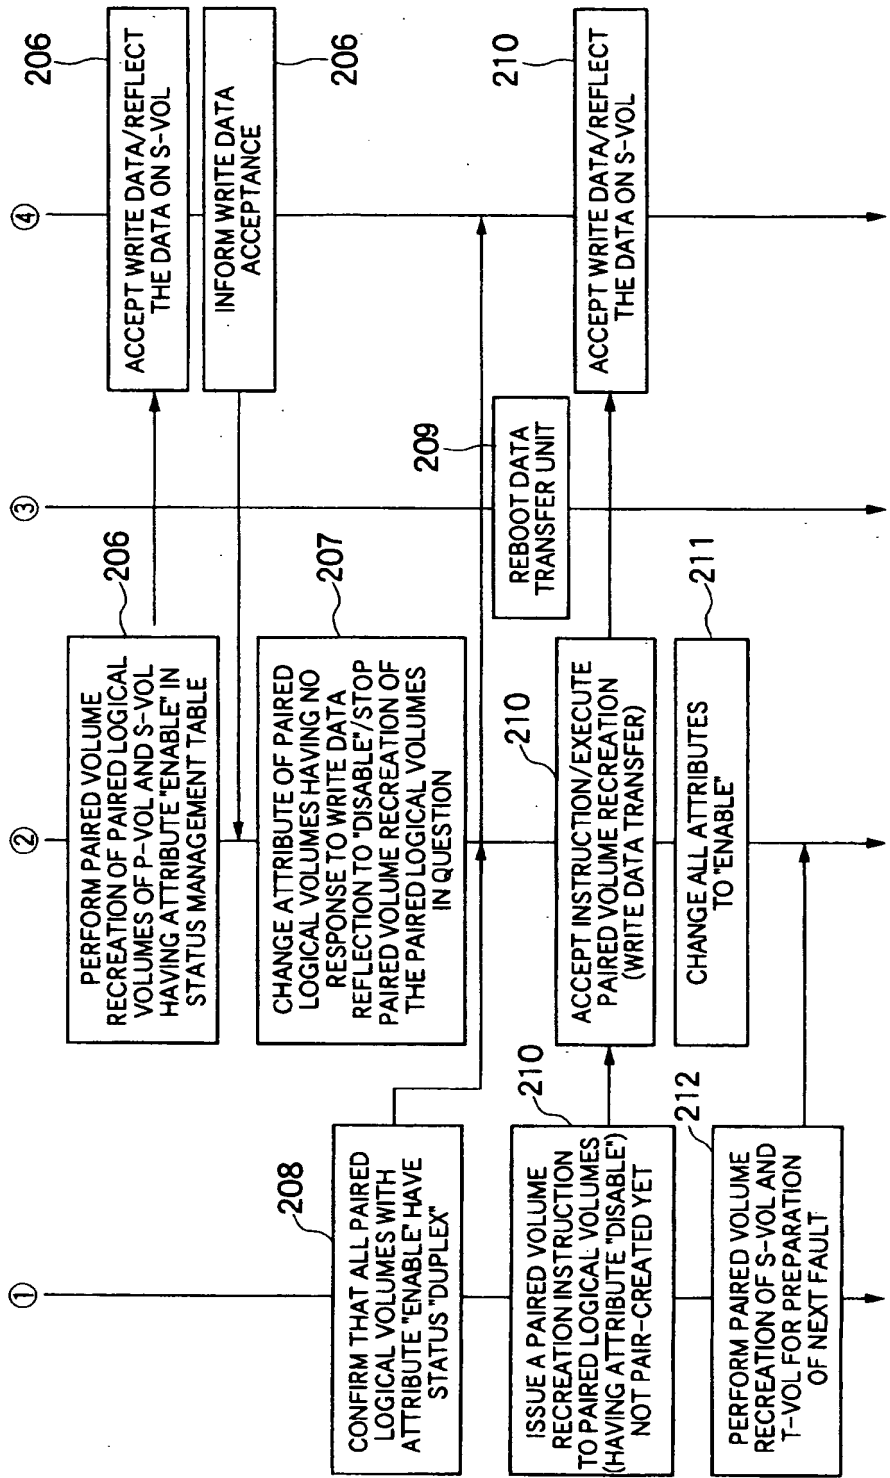 ①
②
③
④
206
PERFORM PAIRED VOLUME
RECREATION OF PAIRED LOGICAL
VOLUMES OF P-VOL AND S-VOL
HAVING ATTRIBUTE "ENABLE" IN
STATUS MANAGEMENT TABLE
206
ACCEPT WRITE DATA/REFLECT
THE DATA ON S-VOL
206
INFORM WRITE DATA
ACCEPTANCE
207
CHANGE ATTRIBUTE OF PAIRED
LOGICAL VOLUMES HAVING NO
RESPONSE TO WRITE DATA
REFLECTION TO "DISABLE"/STOP
PAIRED VOLUME RECREATION OF
THE PAIRED LOGICAL VOLUMES
IN QUESTION
208
CONFIRM THAT ALL PAIRED
LOGICAL VOLUMES WITH
ATTRIBUTE "ENABLE" HAVE
STATUS "DUPLEX"
209
REBOOT DATA
TRANSFER UNIT
210
ISSUE A PAIRED VOLUME
RECREATION INSTRUCTION
TO PAIRED LOGICAL VOLUMES
(HAVING ATTRIBUTE "DISABLE")
NOT PAIR-CREATED YET
210
ACCEPT INSTRUCTION/EXECUTE
PAIRED VOLUME RECREATION
(WRITE DATA TRANSFER)
210
ACCEPT WRITE DATA/REFLECT
THE DATA ON S-VOL
211
CHANGE ALL ATTRIBUTES
TO "ENABLE"
212
PERFORM PAIRED VOLUME
RECREATION OF S-VOL AND
T-VOL FOR PREPARATION
OF NEXT FAULT